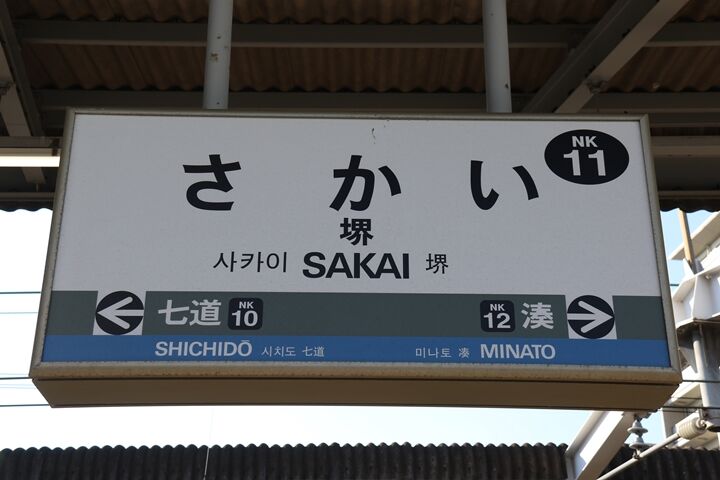 さかい
NK
11
堺
사카이 SAKAI 堺
七道 NK 10 NK 12 湊
SHICHIDŌ 시치도 七道 미나토 凑 MINATO